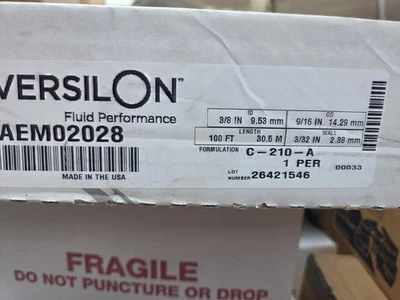 VERSILON™
Fluid Performance
AEM02028
MADE IN THE USA
OD
3/8 IN 9.53 mm 9/16 IN 14.29 mm
LENGTH WALL
100 FT 30.5 M 3/32 IN 2.38 mm
FORMULATION C-210-A
1 PER 00033
LOT
NUMBER 26421546
FRAGILE
DO NOT PUNCTURE OR DROP